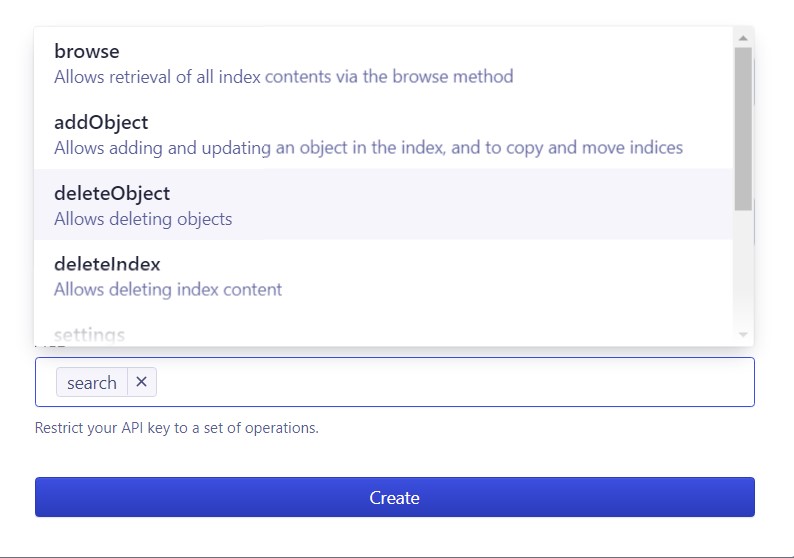 browse
Allows retrieval of all index contents via the browse method
addObject
Allows adding and updating an object in the index, and to copy and move indices
deleteObject
Allows deleting objects
deleteIndex
Allows deleting index content
settings
search ✕
Restrict your API key to a set of operations.
Create